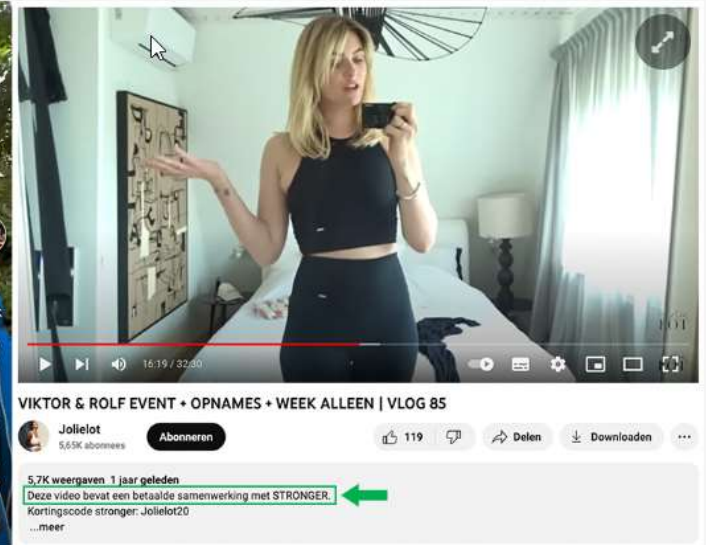 16:19 / 32:30
VIKTOR & ROLF EVENT + OPNAMES + WEEK ALLEEN | VLOG 85
Jolielot
5,65K abonnees
Abonneren
119
Delen
Downloaden
5,7K weergaven 1 jaar geleden
Deze video bevat een betaalde samenwerking met STRONGER.
Kortingscode stronger: Jolielot20
...meer